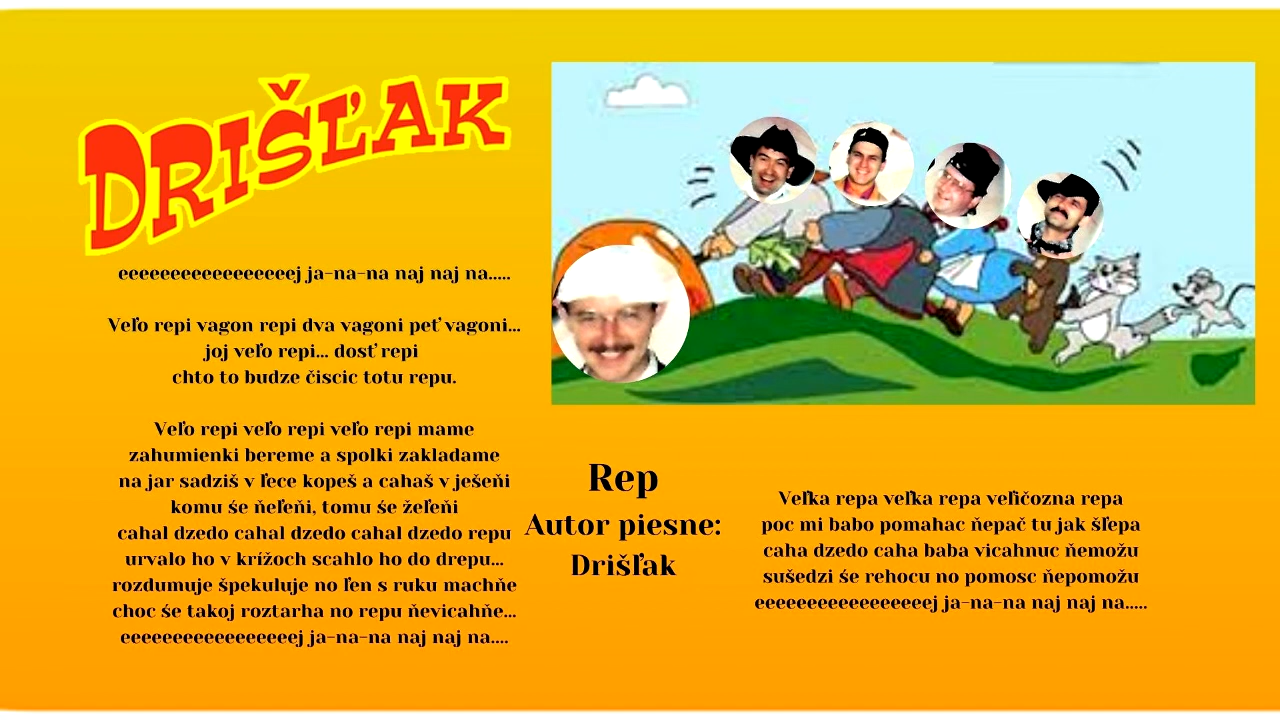 DRIŠĽAK
eeeeeeeeeeeeeeeeej ja-na-na naj naj na.....
Veľo repi vagon repi dva vagoni peť vagoni...
joj veľo repi... dosť repi
chto to budze čiscic totu repu.
Veľo repi veľo repi veľo repi mame
zahumienki bereme a spolki zakladame
na jar sadziš v ľece kopeš a cahaš v ješeňi
komu śe ňeľeňi, tomu śe žeľeňi
cahal dzedo cahal dzedo cahal dzedo repu
urvalo ho v krížoch scahlo ho do drepu...
rozdumuje špekuluje no ľen s ruku machňe
choc śe takoj roztarha no repu ňevicahňe...
eeeeeeeeeeeeeeeeej ja-na-na naj naj na....
Rep
Autor piesne:
Drišľak
Veľka repa veľka repa veľičozna repa
poc mi babo pomahac ňepač tu jak šľepa
caha dzedo caha baba vicahnuc ňemožu
sušedzi śe rehocu no pomosc ňepomožu
eeeeeeeeeeeeeeeeej ja-na-na naj naj na.....